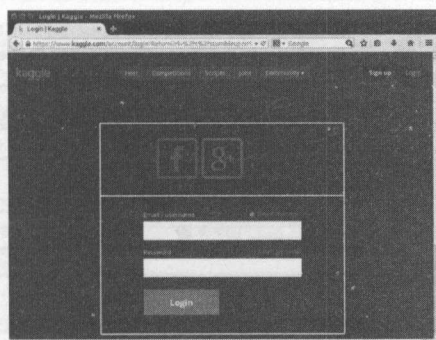 Login | Kaggle - Mozilla Firefox
Login | Kaggle
https://www.kaggle.com/account/login?
Google
kaggle
Host Competitions Scripts Jobs Community Sign up Login
f g+
Email / username
Password
Login